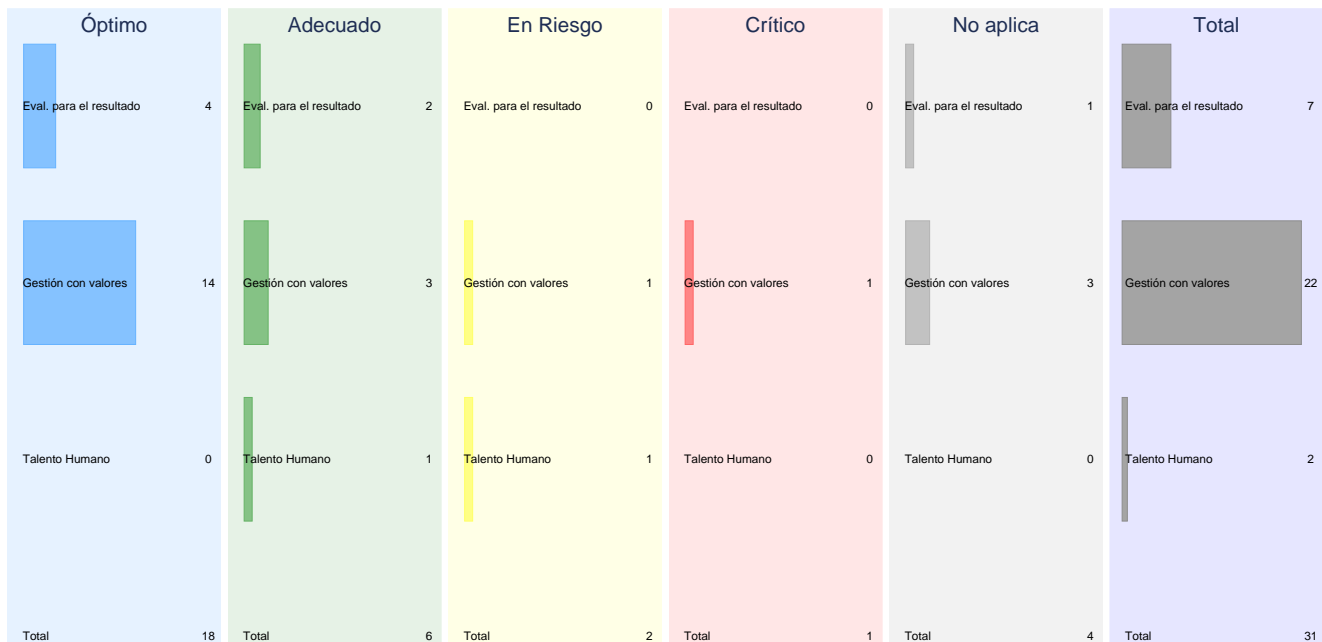 Óptimo Adecuado En Riesgo Crítico No aplica Total
Eval. para el resultado 4 Eval. para el resultado 2 Eval. para el resultado 0 Eval. para el resultado 0 Eval. para el resultado 1 Eval. para el resultado 7
Gestión con valores 14 Gestión con valores 3 Gestión con valores 1 Gestión con valores 1 Gestión con valores 3 Gestión con valores 22
Talento Humano 0 Talento Humano 1 Talento Humano 1 Talento Humano 0 Talento Humano 0 Talento Humano 2
Total 18 Total 6 Total 2 Total 1 Total 4 Total 31